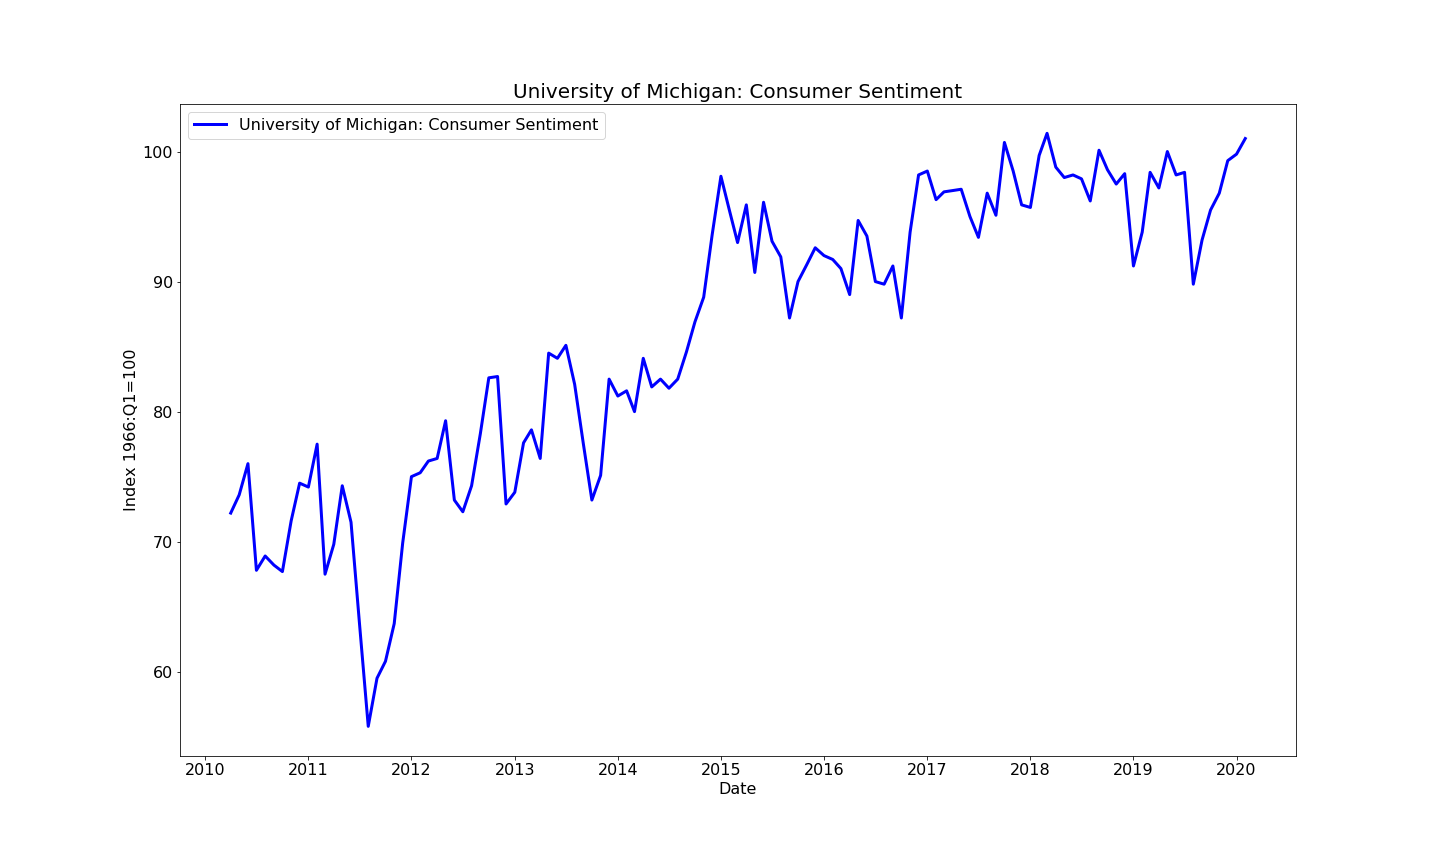 University of Michigan: Consumer Sentiment
University of Michigan: Consumer Sentiment
100
90
80
70
60
Index 1966:Q1=100
2010 2011 2012 2013 2014 2015 2016 2017 2018 2019 2020
Date